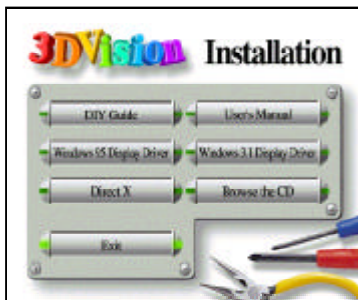 3DVision Installation
DIY Guide
User's Manual
Windows 95 Display Driver
Windows 3.1 Display Driver
Direct X
Browse the CD
Exit